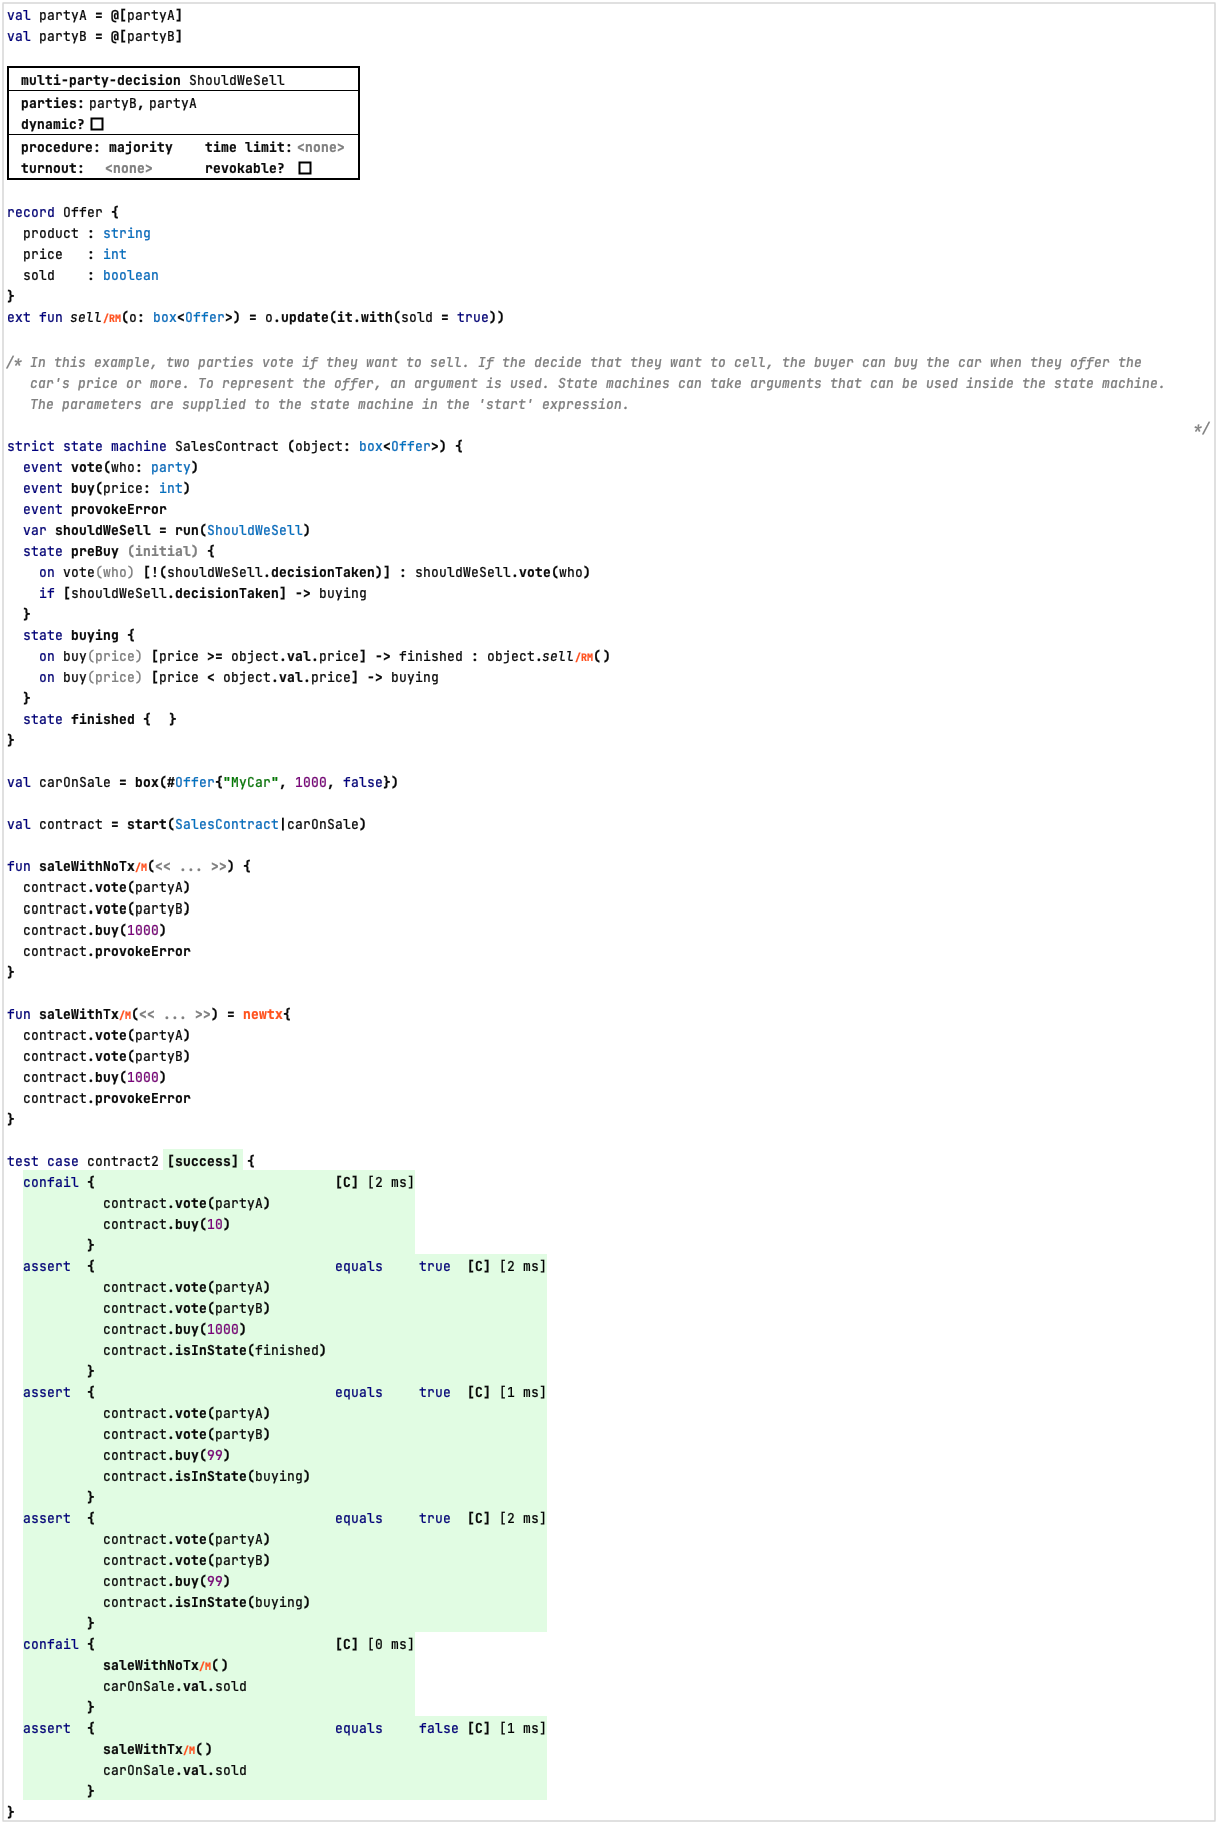 val partyA = @[partyA]
val partyB = @[partyB]
multi-party-decision ShouldWeSell
parties: partyB, partyA
dynamic?
procedure: majority    time limit: <none>
turnout:   <none>      revokable?
record Offer {
  product : string
  price   : int
  sold    : boolean
}
ext fun sell/RM(o: box<Offer>) = o.update(it.with(sold = true))
/* In this example, two parties vote if they want to sell. If the decide that they want to cell, the buyer can buy the car when they offer the
   car's price or more. To represent the offer, an argument is used. State machines can take arguments that can be used inside the state machine.
   The parameters are supplied to the state machine in the 'start' expression.
*/
strict state machine SalesContract (object: box<Offer>) {
  event vote(who: party)
  event buy(price: int)
  event provokeError
  var shouldWeSell = run(ShouldWeSell)
  state preBuy (initial) {
    on vote(who) [!(shouldWeSell.decisionTaken)] : shouldWeSell.vote(who)
    if [shouldWeSell.decisionTaken] -> buying
  }
  state buying {
    on buy(price) [price >= object.val.price] -> finished : object.sell/RM()
    on buy(price) [price < object.val.price] -> buying
  }
  state finished {  }
}
val carOnSale = box(#Offer{"MyCar", 1000, false})
val contract = start(SalesContract|carOnSale)
fun saleWithNoTx/M(<< ... >>) {
  contract.vote(partyA)
  contract.vote(partyB)
  contract.buy(1000)
  contract.provokeError
}
fun saleWithTx/M(<< ... >>) = newtx{
  contract.vote(partyA)
  contract.vote(partyB)
  contract.buy(1000)
  contract.provokeError
}
test case contract2 [success] {
  confail {                              [C] [2 ms]
            contract.vote(partyA)
            contract.buy(10)
          }
  assert  {                              equals    true  [C] [2 ms]
            contract.vote(partyA)
            contract.vote(partyB)
            contract.buy(1000)
            contract.isInState(finished)
          }
  assert  {                              equals    true  [C] [1 ms]
            contract.vote(partyA)
            contract.vote(partyB)
            contract.buy(99)
            contract.isInState(buying)
          }
  assert  {                              equals    true  [C] [2 ms]
            contract.vote(partyA)
            contract.vote(partyB)
            contract.buy(99)
            contract.isInState(buying)
          }
  confail {                              [C] [0 ms]
            saleWithNoTx/M()
            carOnSale.val.sold
          }
  assert  {                              equals    false [C] [1 ms]
            saleWithTx/M()
            carOnSale.val.sold
          }
}